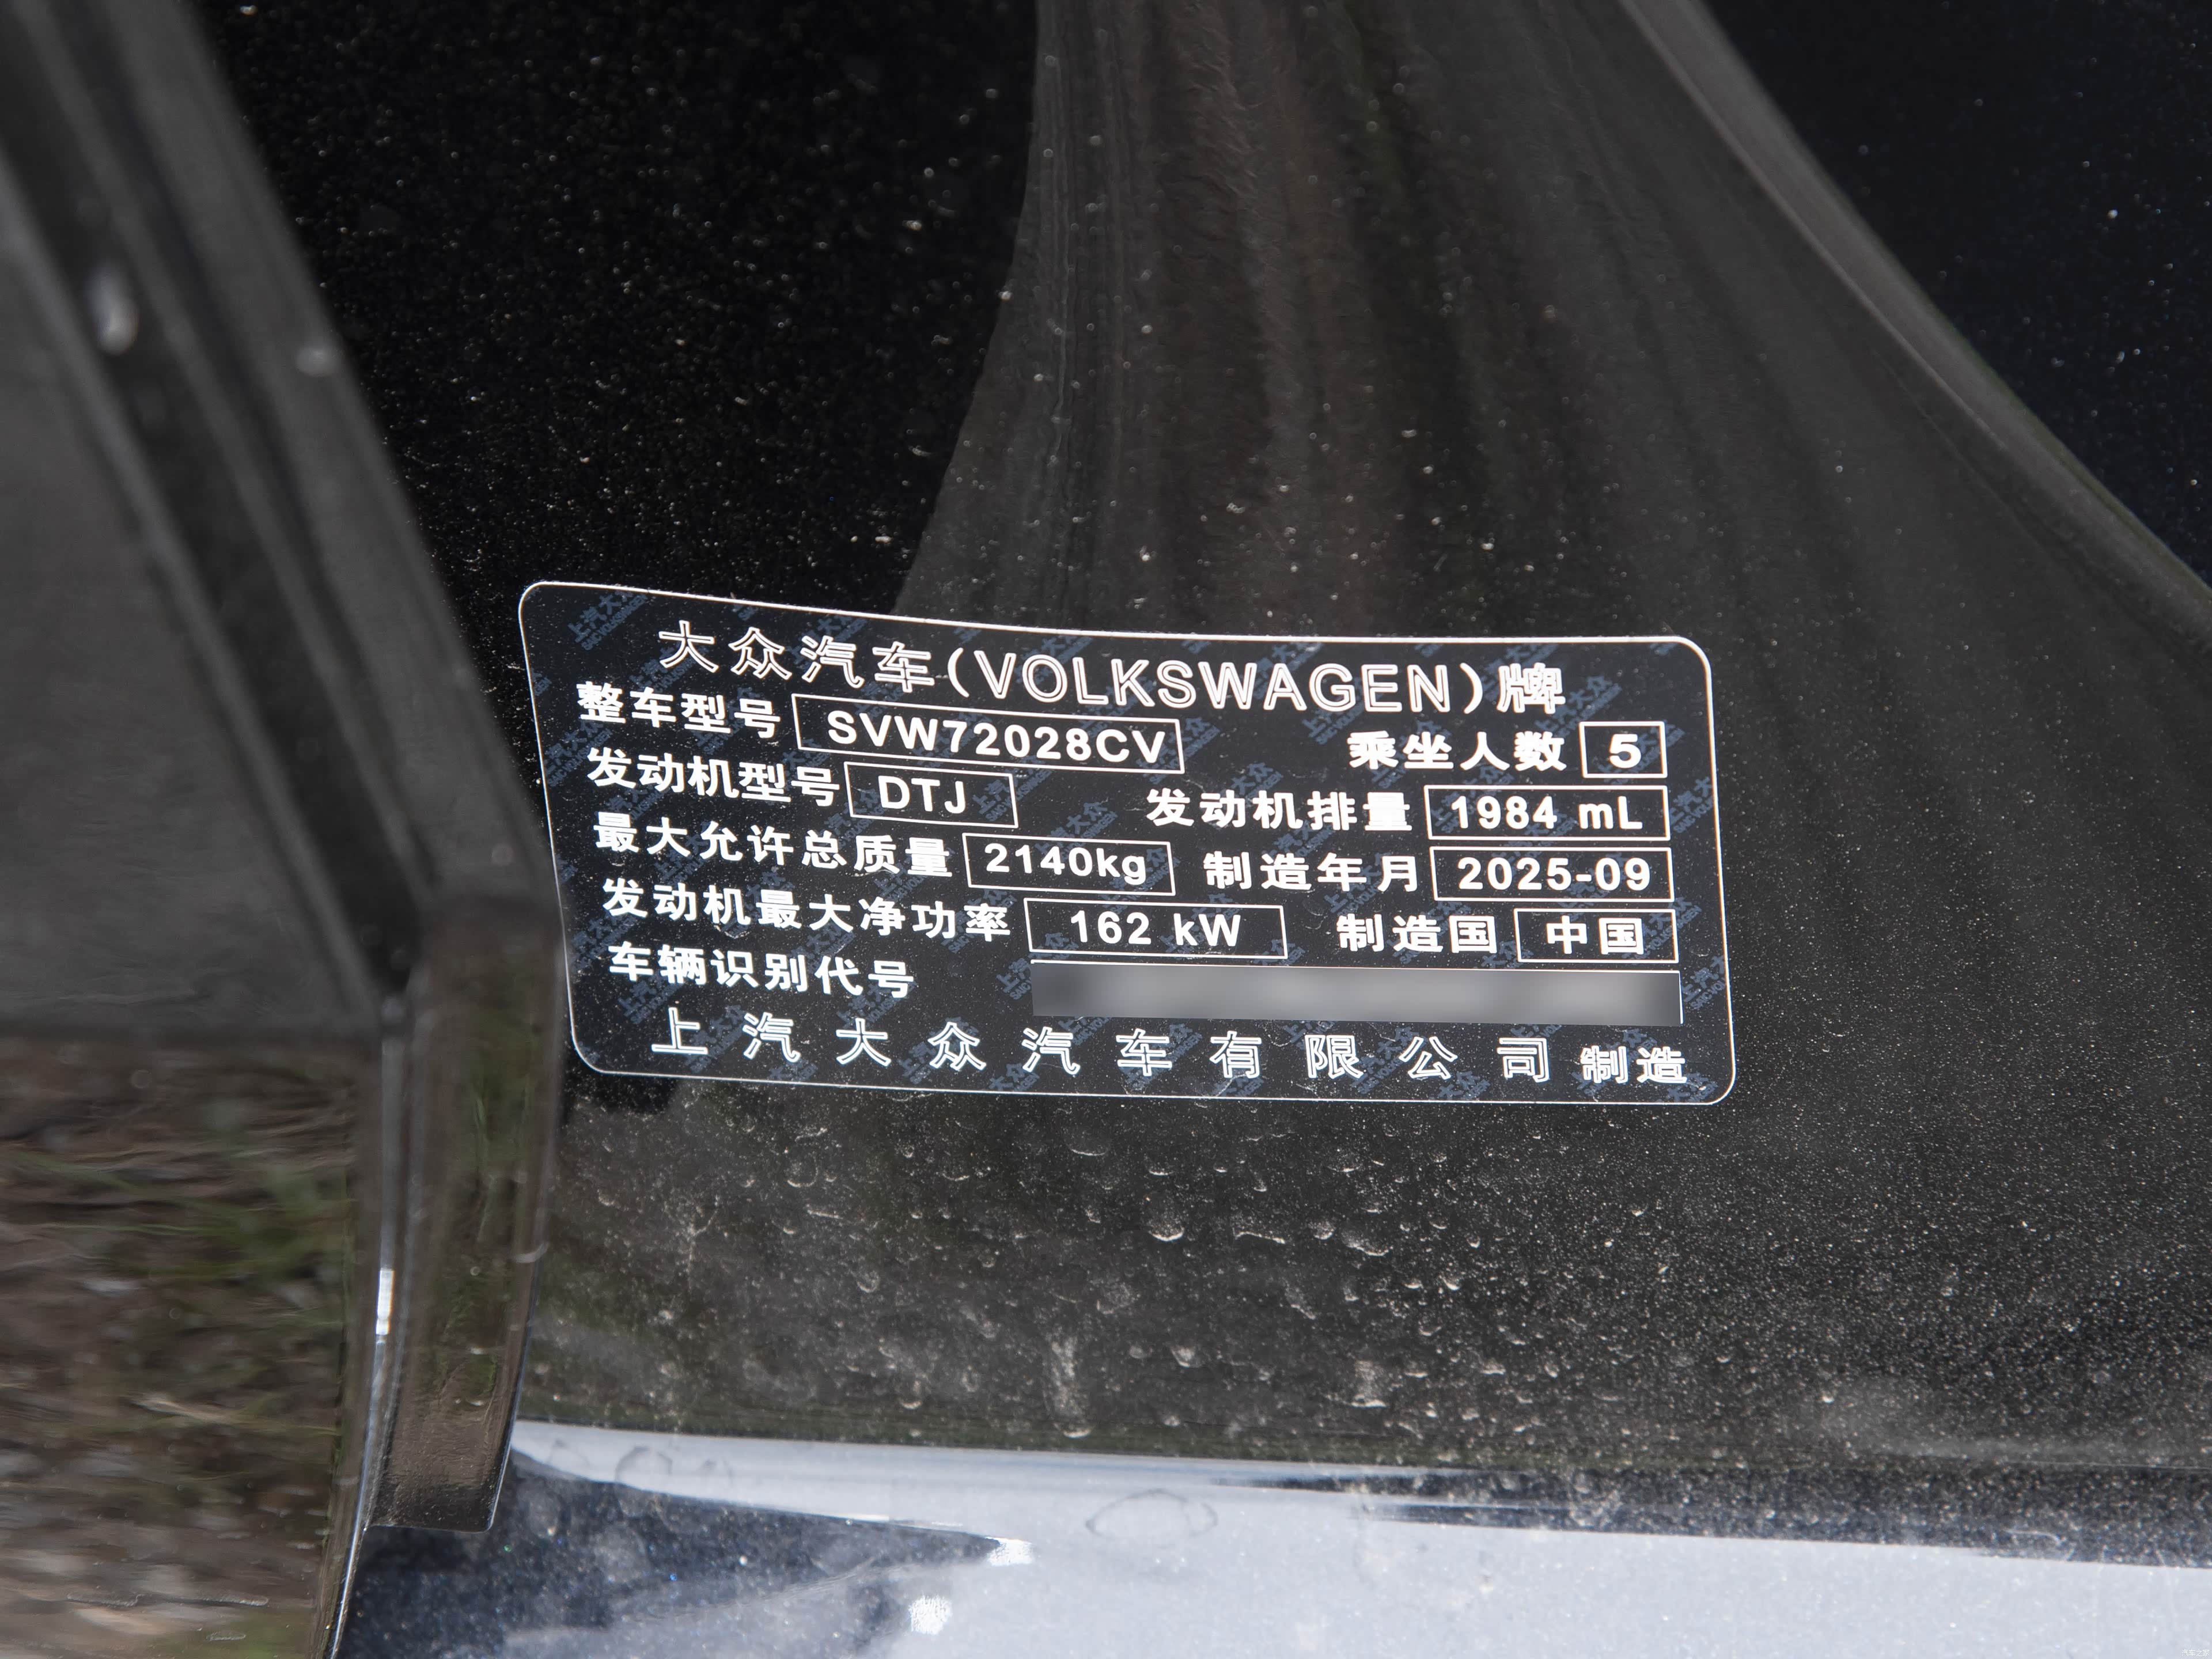 大众汽车(VOLKSWAGEN)牌
整车型号 SVW72028CV 乘坐人数 5
发动机型号 DTJ 发动机排量 1984 mL
最大允许总质量 2140kg 制造年月 2025-09
发动机最大净功率 162 kW 制造国 中国
车辆识别代号
上汽大众汽车有限公司 制造